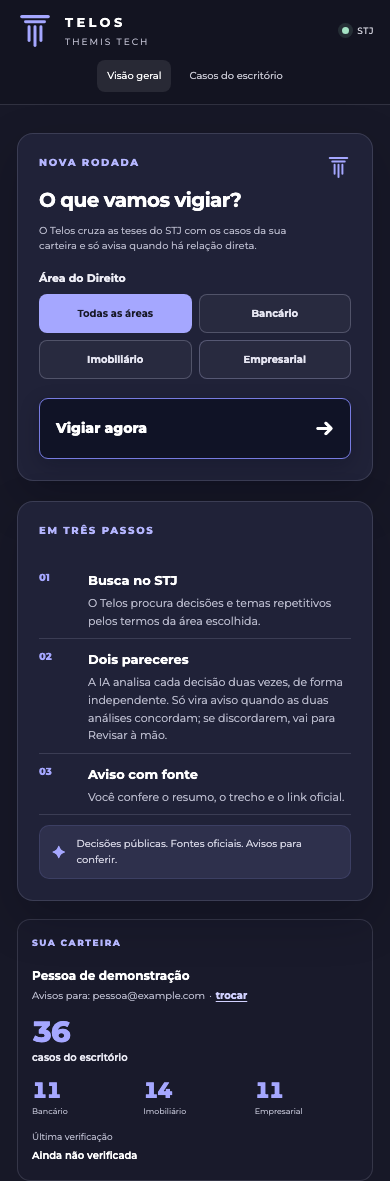 TELOS
THEMIS TECH
STJ
Visão geral
Casos do escritório
NOVA RODADA
O que vamos vigiar?
O Telos cruza as teses do STJ com os casos da sua
carteira e só avisa quando há relação direta.
Área do Direito
Todas as áreas
Bancário
Imobiliário
Empresarial
Vigiar agora
EM TRÊS PASSOS
01
Busca no STJ
O Telos procura decisões e temas repetitivos
pelos termos da área escolhida.
02
Dois pareceres
A IA analisa cada decisão duas vezes, de forma
independente. Só vira aviso quando as duas
análises concordam; se discordarem, vai para
Revisar à mão.
03
Aviso com fonte
Você confere o resumo, o trecho e o link oficial.
Decisões públicas. Fontes oficiais. Avisos para
conferir.
SUA CARTEIRA
Pessoa de demonstração
Avisos para: pessoa@example.com · trocar
36
casos do escritório
11 14 11
Bancário Imobiliário Empresarial
Última verificação
Ainda não verificada